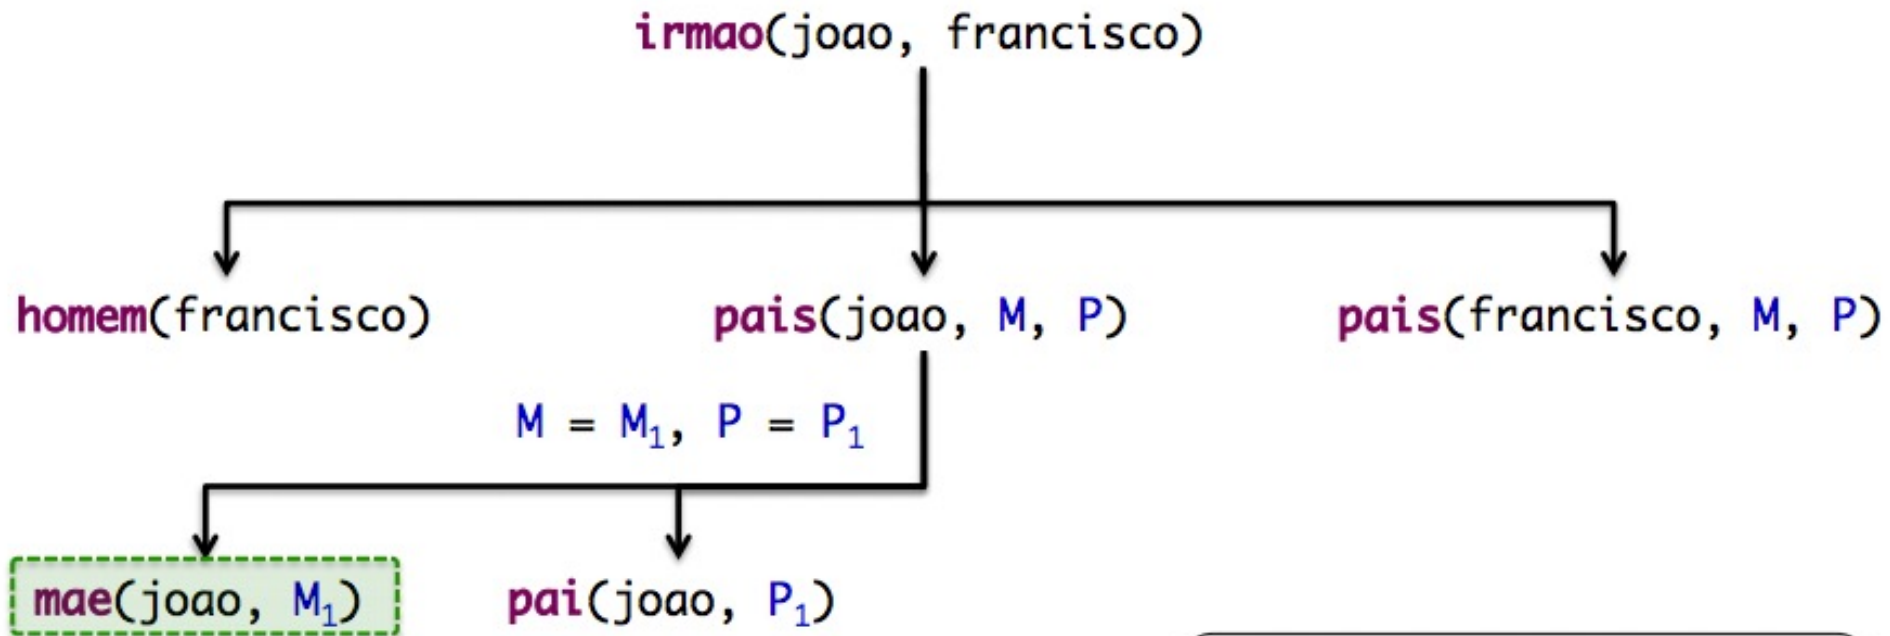 irmao(joao, francisco)
homem(francisco)
pais(joao, M, P)
pais(francisco, M, P)
M = M₁, P = P₁
mae(joao, M₁)
pai(joao, P₁)